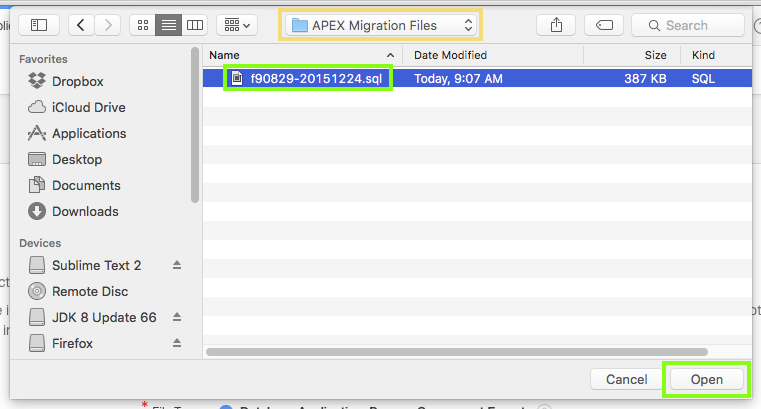 APEX Migration Files
Search
Name Date Modified Size Kind
f90829-20151224.sql Today, 9:07 AM 387 KB SQL
Favorites
Dropbox
iCloud Drive
Applications
Desktop
Documents
Downloads
Devices
Sublime Text 2
Remote Disc
JDK 8 Update 66
Firefox
Cancel
Open